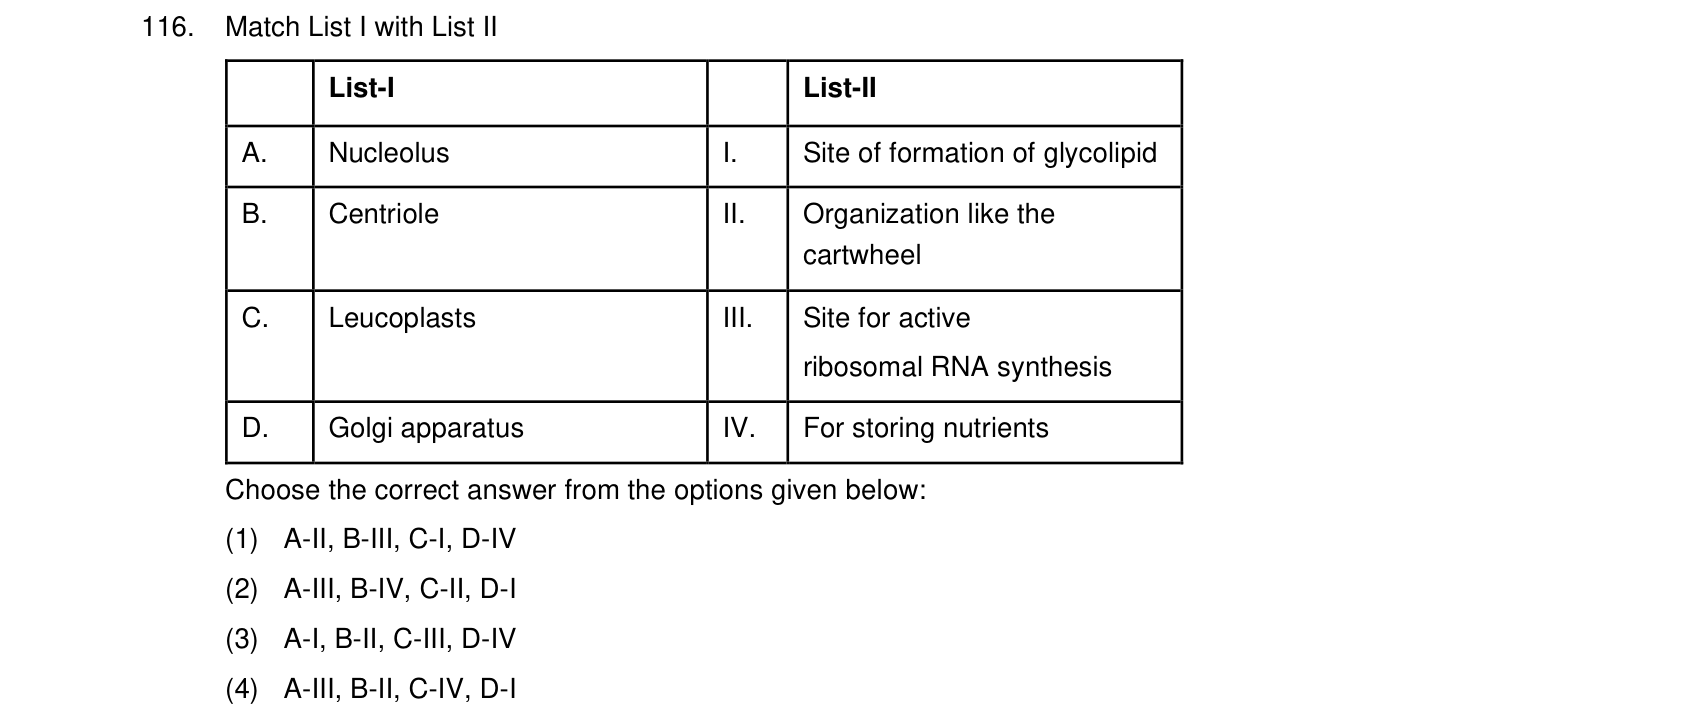 116. Match List I with List II
List-I List-II
A. Nucleolus I. Site of formation of glycolipid
B. Centriole II. Organization like the
cartwheel
C. Leucoplasts III. Site for active
ribosomal RNA synthesis
D. Golgi apparatus IV. For storing nutrients
Choose the correct answer from the options given below:
(1) A-II, B-III, C-I, D-IV
(2) A-III, B-IV, C-II, D-I
(3) A-I, B-II, C-III, D-IV
(4) A-III, B-II, C-IV, D-I